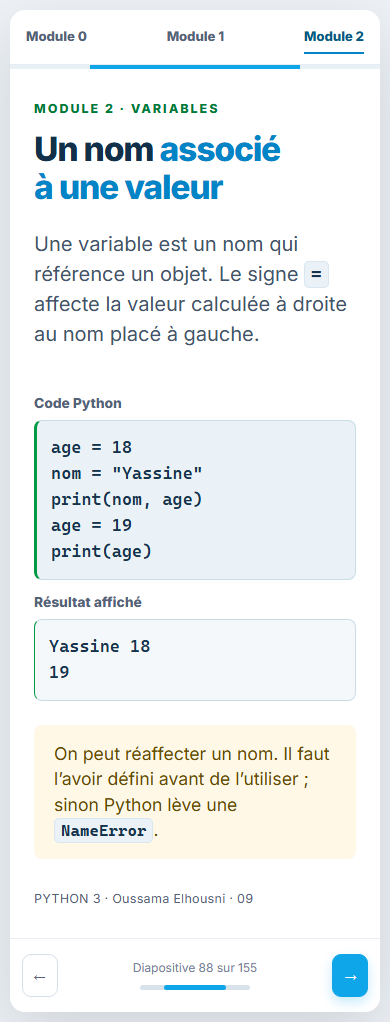 Module 0
Module 1
Module 2
MODULE 2 · VARIABLES
Un nom associé
à une valeur
Une variable est un nom qui
référence un objet. Le signe =
affecte la valeur calculée à droite
au nom placé à gauche.
Code Python
age = 18
nom = "Yassine"
print(nom, age)
age = 19
print(age)
Résultat affiché
Yassine 18
19
On peut réaffecter un nom. Il faut
l’avoir défini avant de l’utiliser ;
sinon Python lève une
NameError.
PYTHON 3 · Oussama Elhousni · 09
←
Diapositive 88 sur 155
→